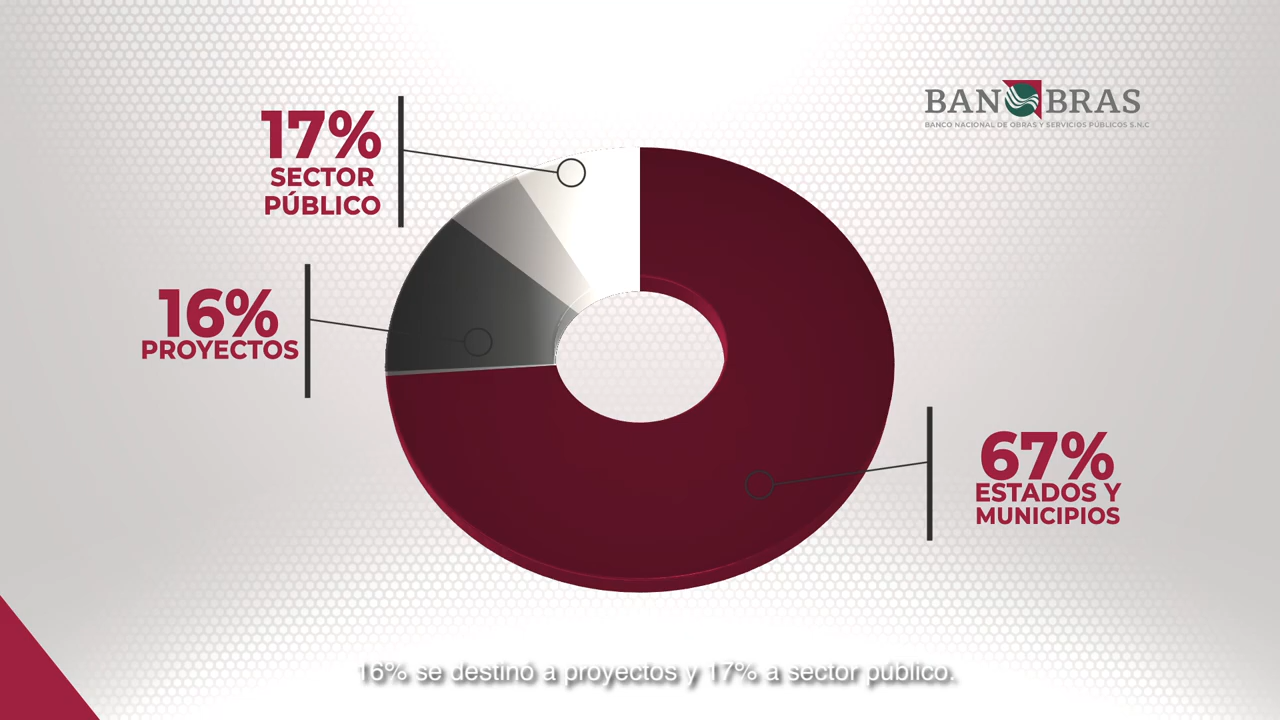 BANOBRAS
BANCO NACIONAL DE OBRAS Y SERVICIOS PÚBLICOS S.N.C
17%
SECTOR
PÚBLICO
16%
PROYECTOS
67%
ESTADOS Y
MUNICIPIOS
16% se destinó a proyectos y 17% a sector público.